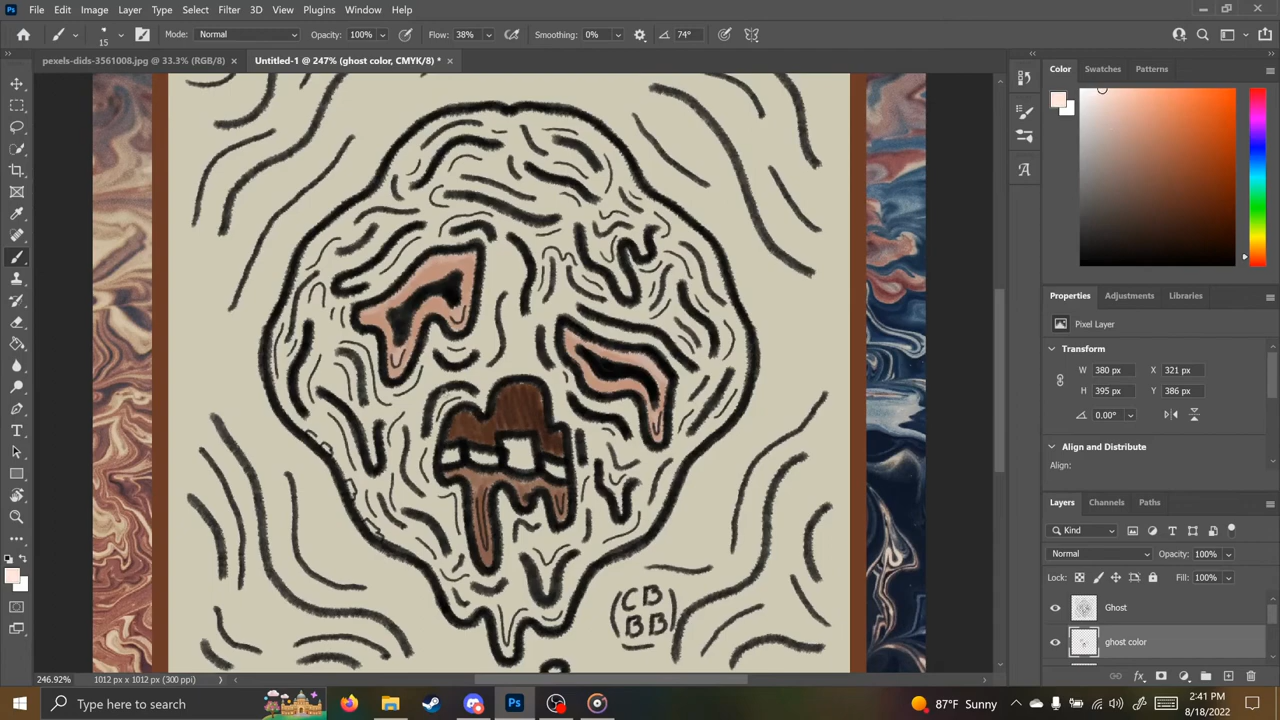 File Edit Image Layer Type Select Filter 3D View Plugins Window Help
15 Mode: Normal Opacity: 100% Flow: 38% Smoothing: 0% 74°
pexels-dids-3561008.jpg @ 33.3% (RGB/8) × Untitled-1 @ 247% (ghost color, CMYK/8) * ×
Color Swatches Patterns
Properties Adjustments Libraries
Pixel Layer
Transform
W 380 px X 321 px
H 395 px Y 386 px
0.00°
Align and Distribute
Align:
Layers Channels Paths
Kind
Normal Opacity: 100%
Lock: Fill: 100%
Ghost
ghost color
CB
BB
246.92% 1012 px x 1012 px (300 ppi)
Type here to search
87°F Sunny
2:41 PM
8/18/2022